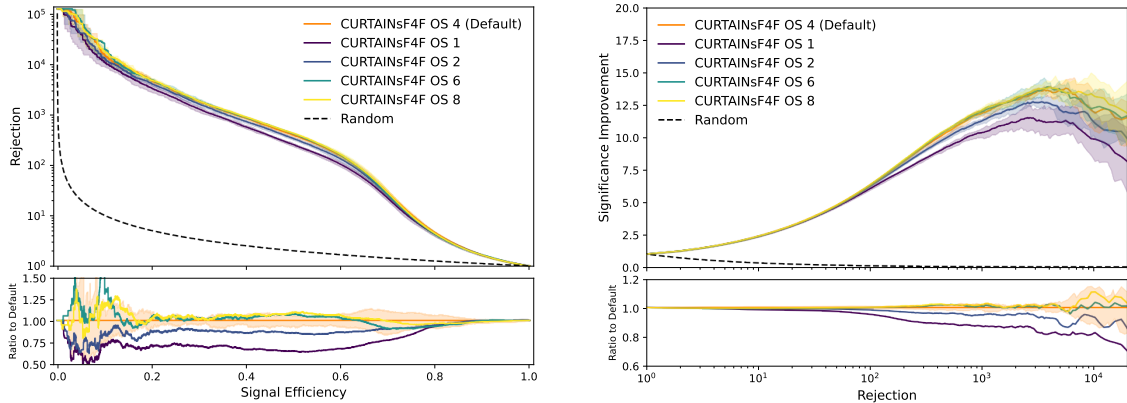 10⁵
10⁴
10³
10²
10¹
10⁰
Rejection
CURTAINsF4F OS 4 (Default)
CURTAINsF4F OS 1
CURTAINsF4F OS 2
CURTAINsF4F OS 6
CURTAINsF4F OS 8
Random
1.50
1.25
1.00
0.75
0.50
Ratio to Default
0.0 0.2 0.4 0.6 0.8 1.0
Signal Efficiency
20.0
17.5
15.0
12.5
10.0
7.5
5.0
2.5
0.0
Significance Improvement
CURTAINsF4F OS 4 (Default)
CURTAINsF4F OS 1
CURTAINsF4F OS 2
CURTAINsF4F OS 6
CURTAINsF4F OS 8
Random
1.2
1.0
0.8
0.6
Ratio to Default
10⁰ 10¹ 10² 10³ 10⁴
Rejection